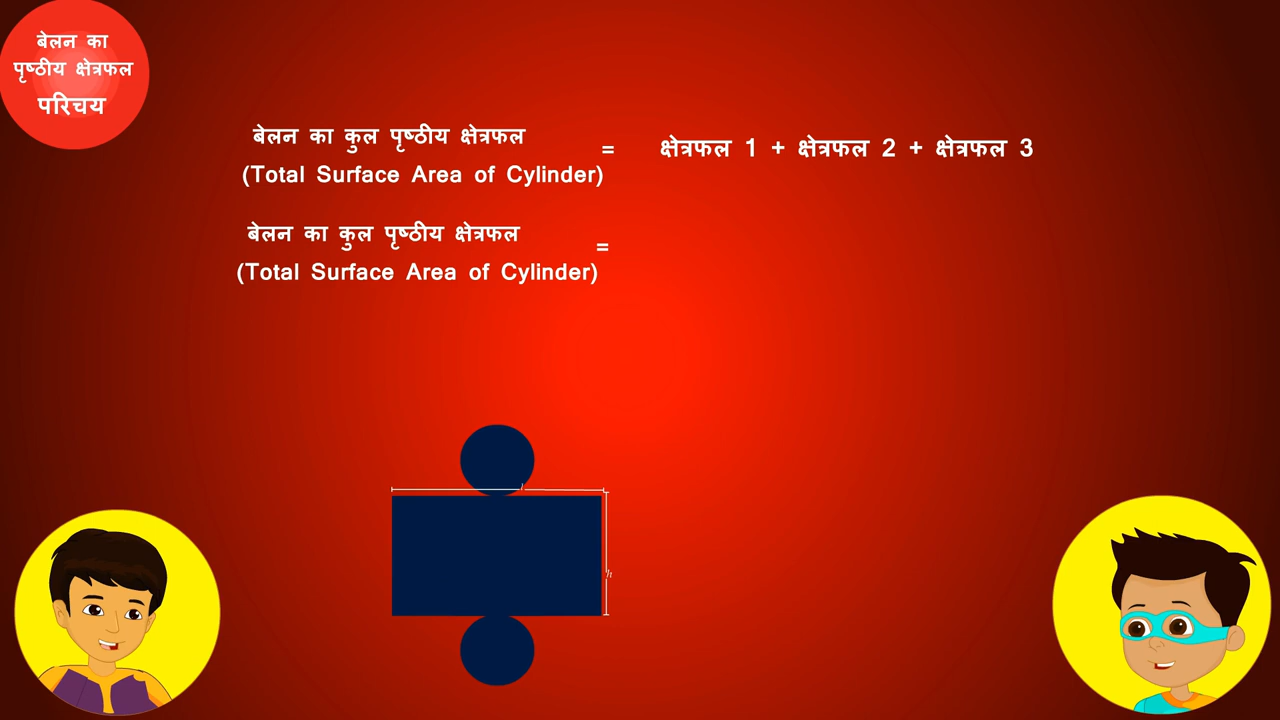 बेलन का
पृष्ठीय क्षेत्रफल
परिचय
बेलन का कुल पृष्ठीय क्षेत्रफल
(Total Surface Area of Cylinder)
= क्षेत्रफल 1 + क्षेत्रफल 2 + क्षेत्रफल 3
बेलन का कुल पृष्ठीय क्षेत्रफल
(Total Surface Area of Cylinder)
=
l
h